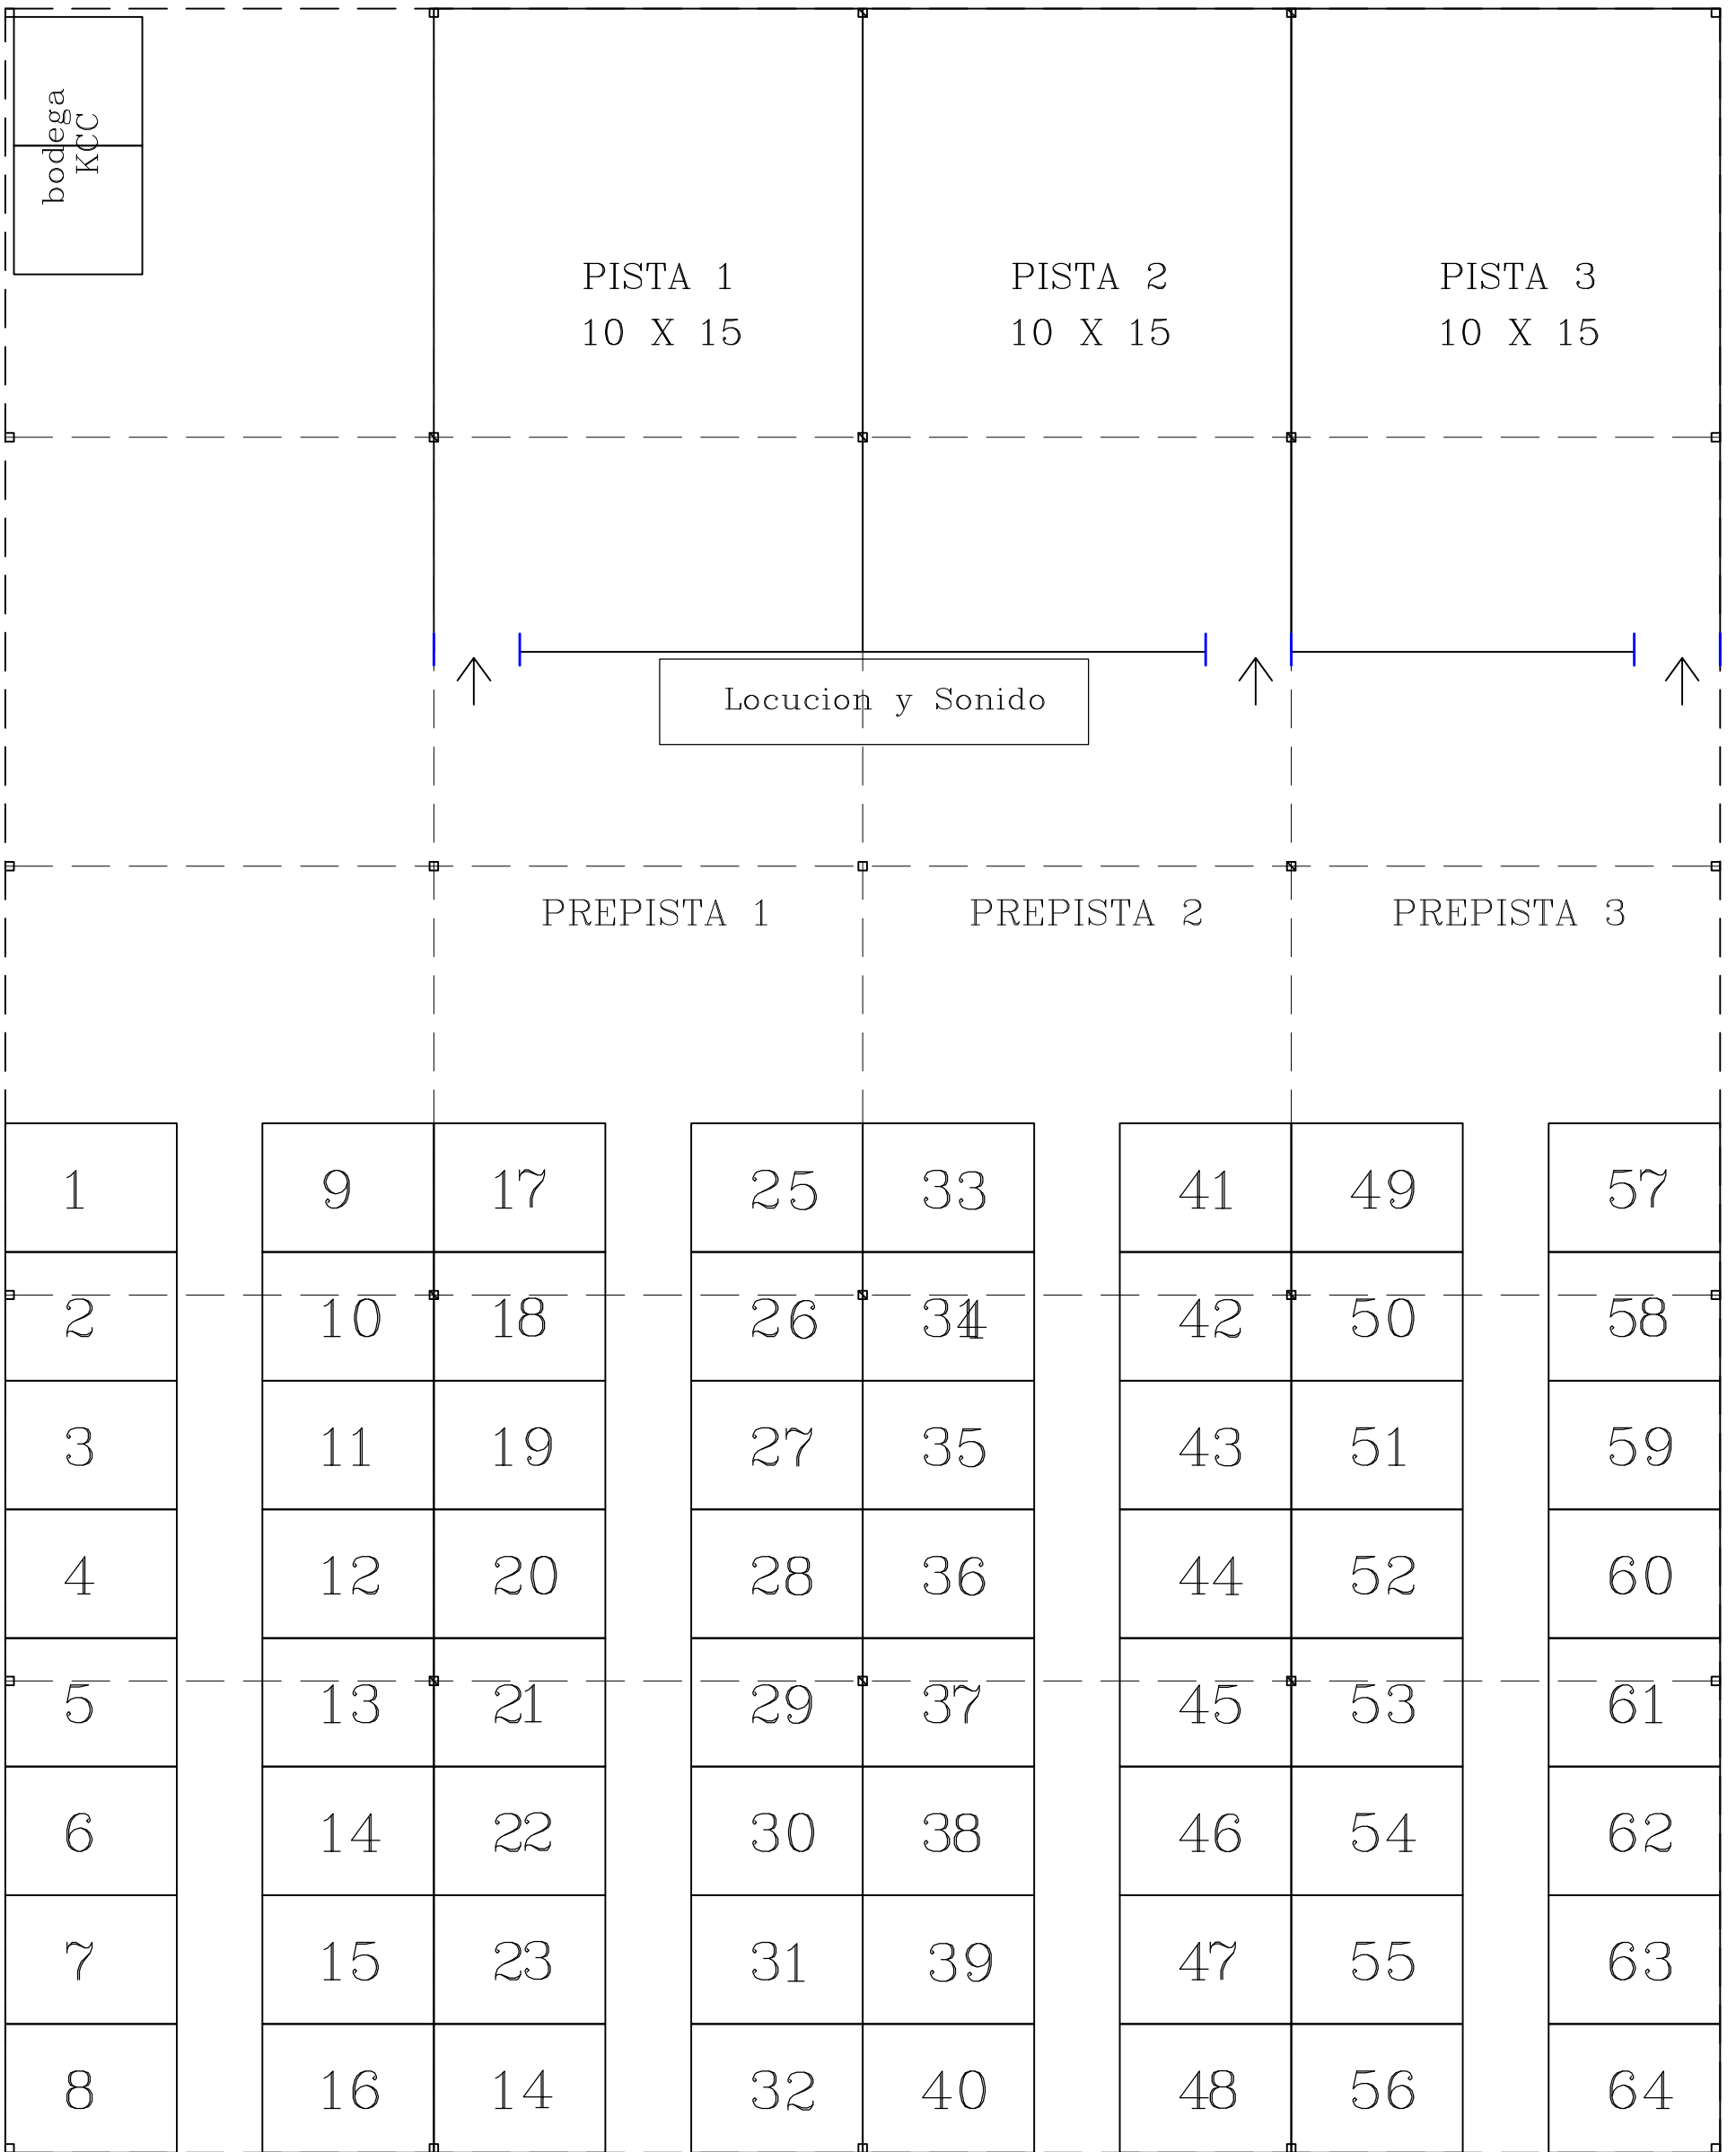 bodega
KCC
PISTA 1
10 X 15
PISTA 2
10 X 15
PISTA 3
10 X 15
Locucion y Sonido
PREPISTA 1
PREPISTA 2
PREPISTA 3
1 9 17 25 33 41 49 57
2 10 18 26 42 50 58
3 11 19 27 35 43 51 59
4 12 20 28 36 44 52 60
5 13 21 29 37 45 53 61
6 14 22 30 38 46 54 62
7 15 23 31 39 47 55 63
8 16 14 32 40 48 56 64